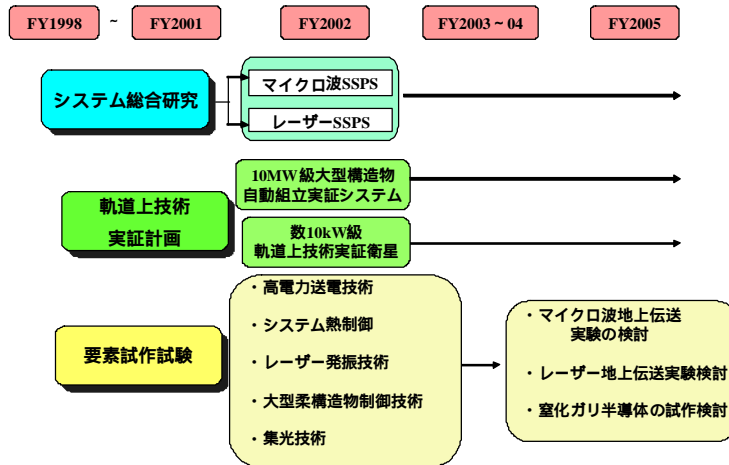 FY1998 ~ FY2001 FY2002 FY2003~04 FY2005
システム総合研究
マイクロ波SSPS
レーザーSSPS
軌道上技術
実証計画
10MW級大型構造物
自動組立実証システム
数10kW級
軌道上技術実証衛星
要素試作試験
・高電力送電技術
・システム熱制御
・レーザー発振技術
・大型柔構造物制御技術
・集光技術
・マイクロ波地上伝送
実験の検討
・レーザー地上伝送実験検討
・窒化ガリ半導体の試作検討